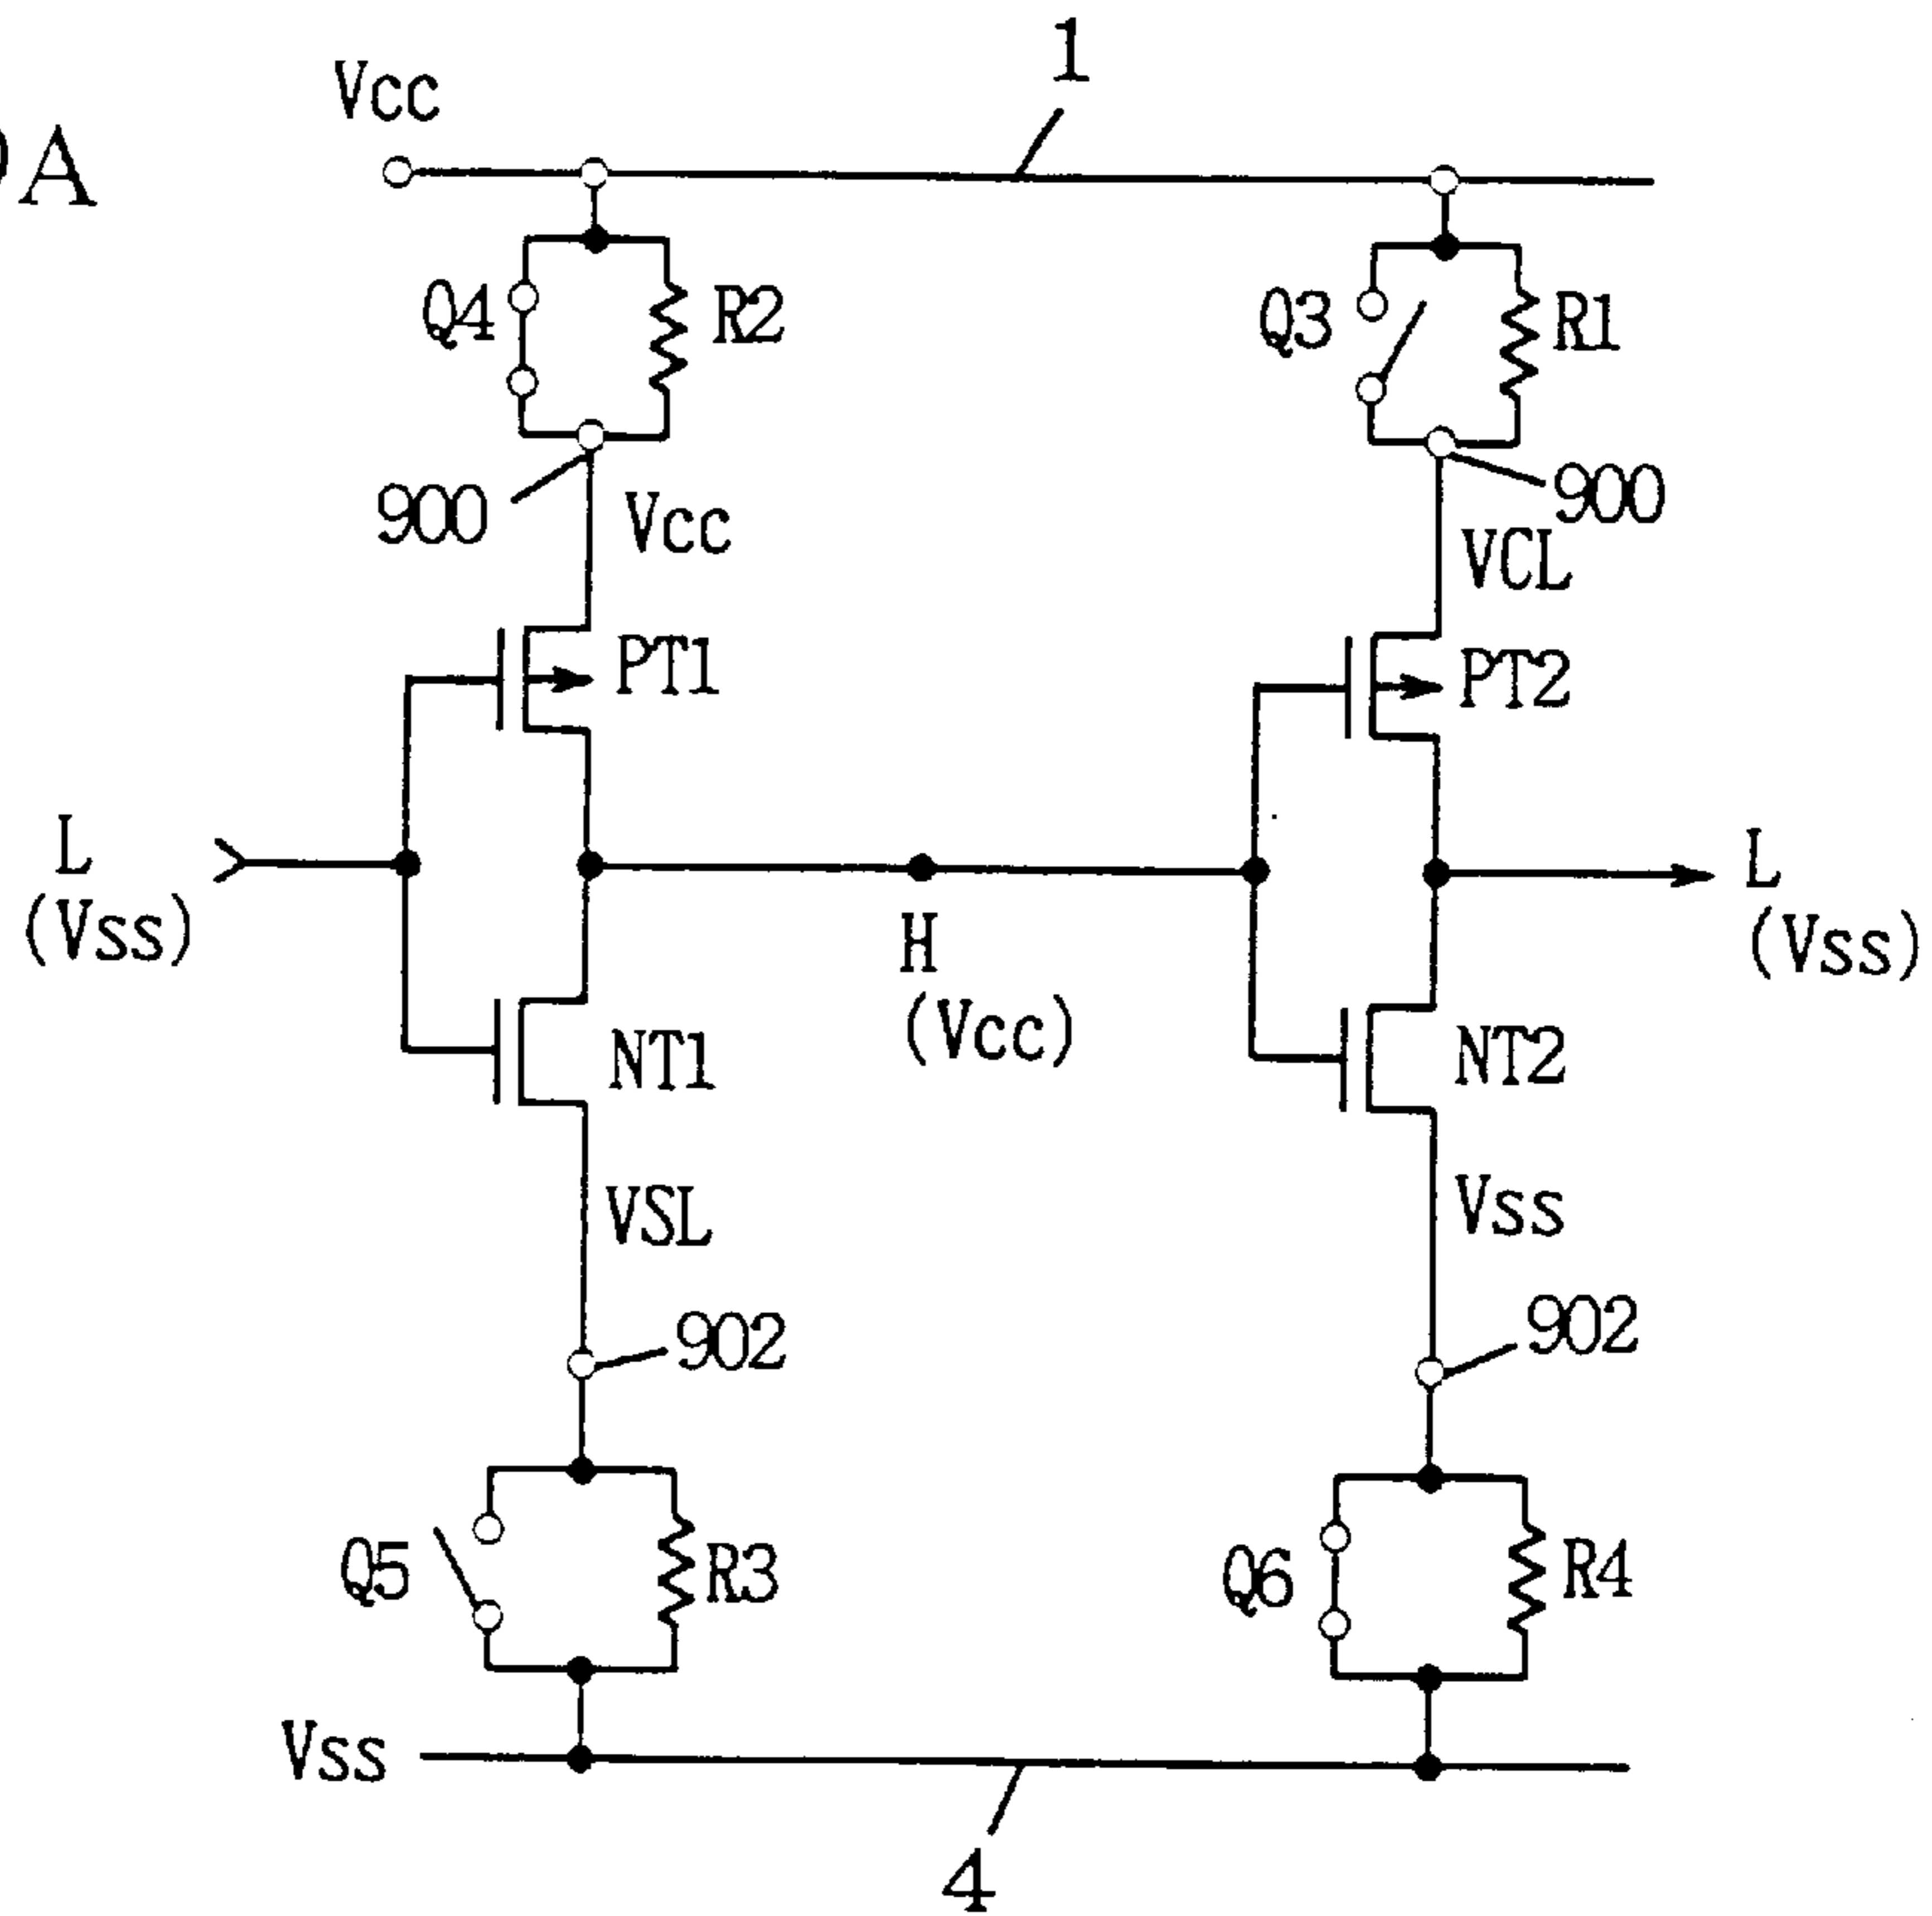 1
Vcc
A
Q4
R2
Q3
R1
900
Vcc
900
VCL
PT1
PT2
L
(Vss)
H
(Vcc)
L
(Vss)
NT1
NT2
VSL
Vss
902
902
Q5
R3
Q6
R4
Vss
4